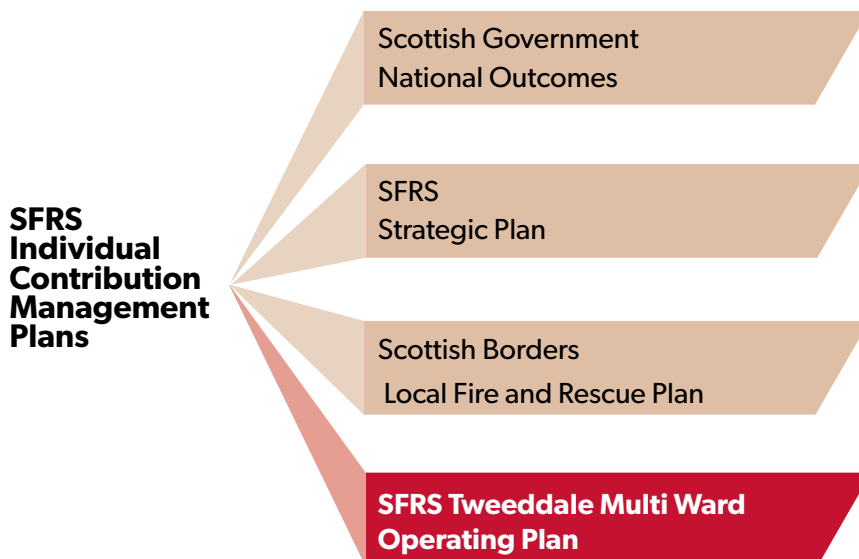 SFRS
Individual
Contribution
Management
Plans
Scottish Government
National Outcomes
SFRS
Strategic Plan
Scottish Borders
Local Fire and Rescue Plan
SFRS Tweeddale Multi Ward
Operating Plan